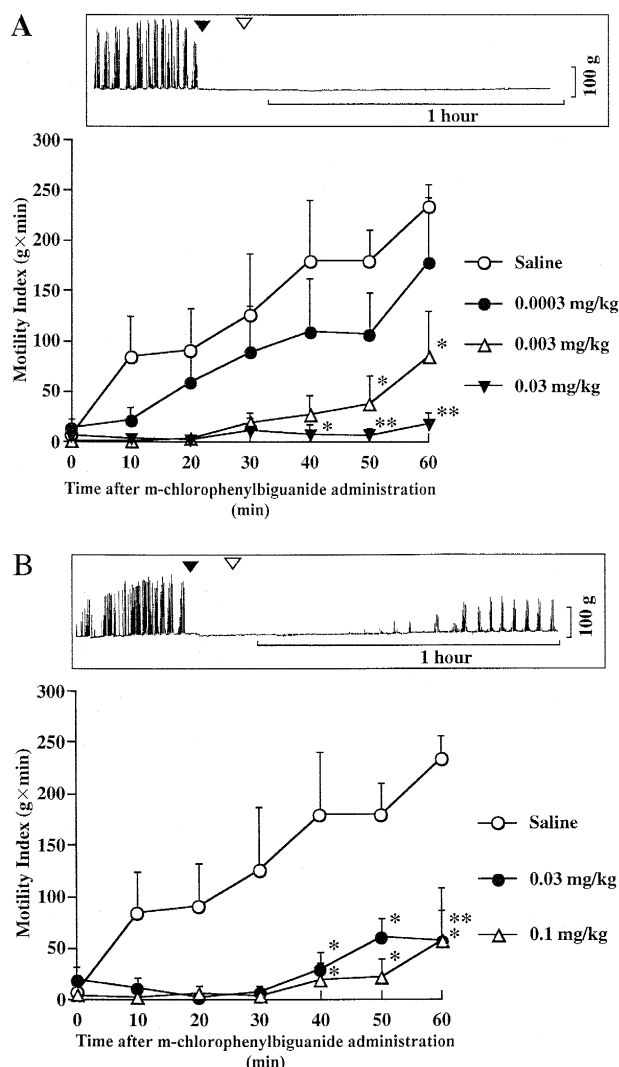 A
100 g
1 hour
300
250
200
150
100
50
0
Motility Index (g×min)
0 10 20 30 40 50 60
Time after m-chlorophenylbiguanide administration
(min)
Saline
0.0003 mg/kg
0.003 mg/kg
0.03 mg/kg
*
*
*
**
**
B
100 g
1 hour
300
250
200
150
100
50
0
Motility Index (g×min)
0 10 20 30 40 50 60
Time after m-chlorophenylbiguanide administration
(min)
Saline
0.03 mg/kg
0.1 mg/kg
*
*
*
*
**
*